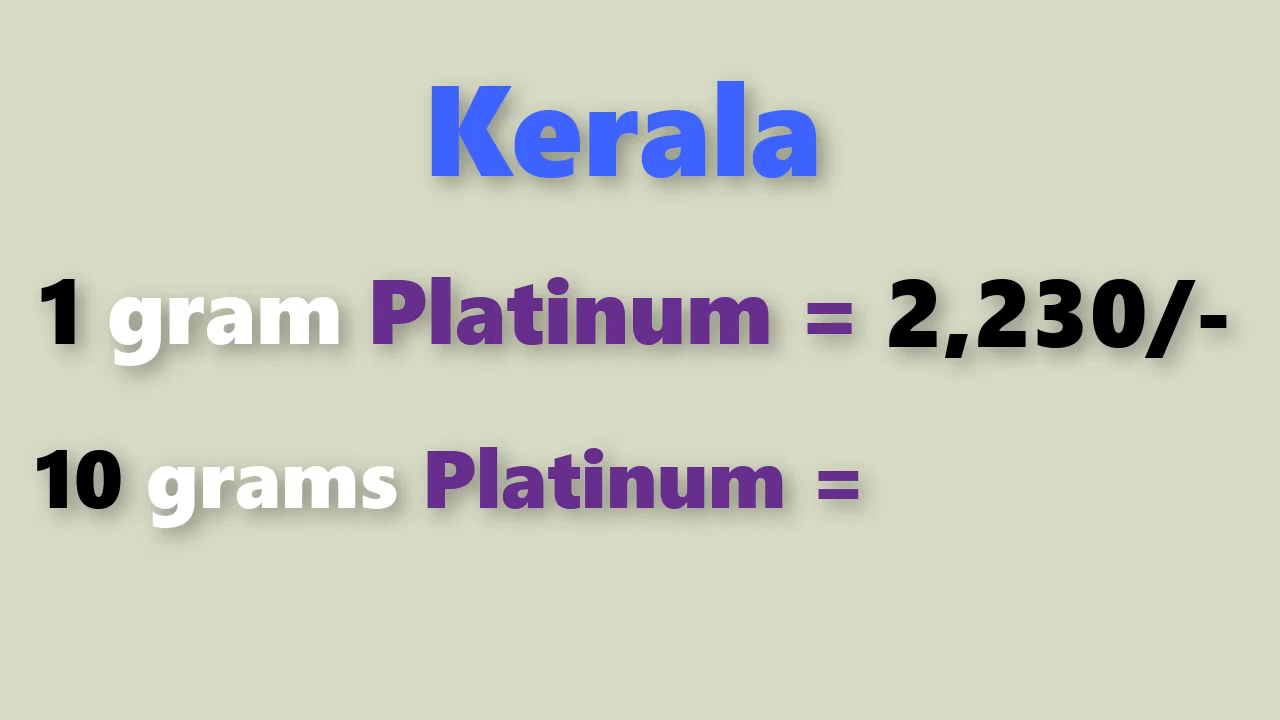 Kerala
1 gram Platinum = 2,230/-
10 grams Platinum =